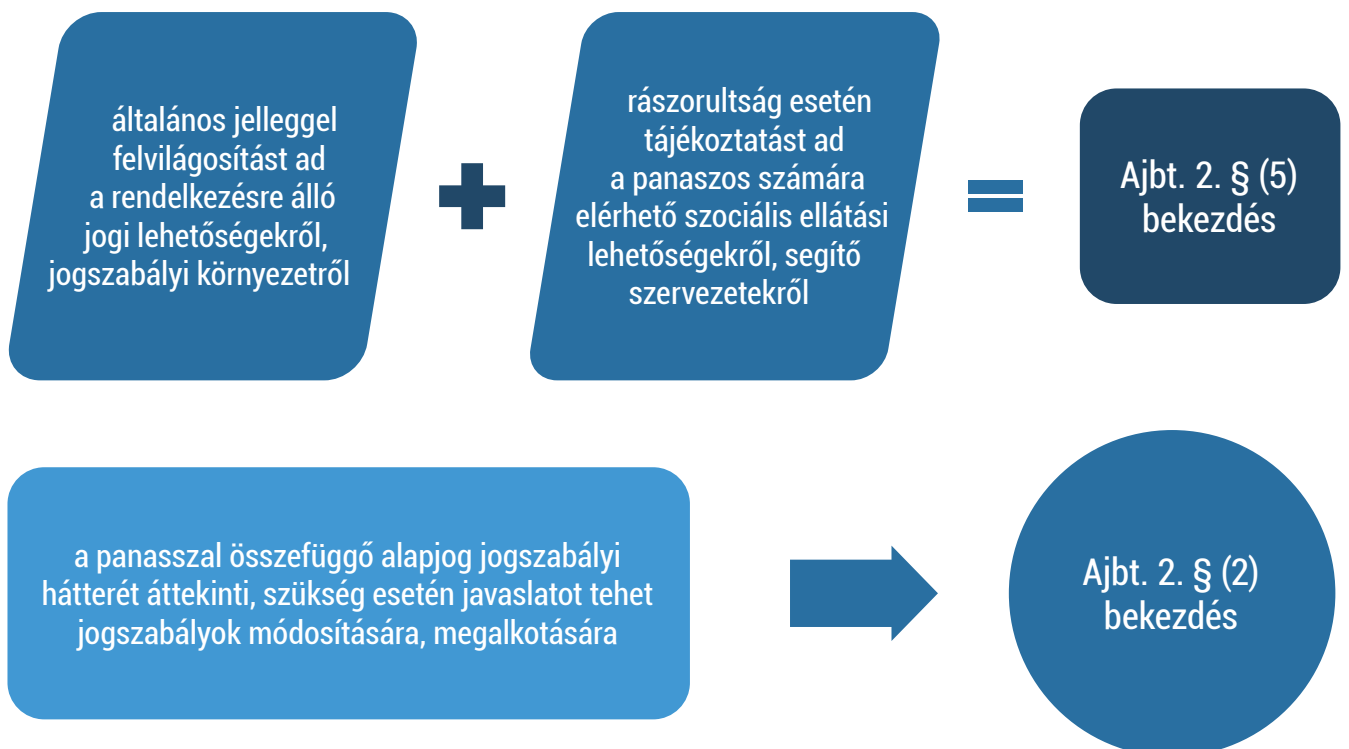 általános jelleggel
felvilágosítást ad
a rendelkezésre álló
jogi lehetőségekről,
jogszabályi környezetről
rászorultság esetén
tájékoztatást ad
a panaszos számára
elérhető szociális ellátási
lehetőségekről, segítő
szervezetekről
Ajbt. 2. § (5)
bekezdés
a panasszal összefüggő alapjog jogszabályi
hátterét áttekinti, szükség esetén javaslatot tehet
jogszabályok módosítására, megalkotására
Ajbt. 2. § (2)
bekezdés